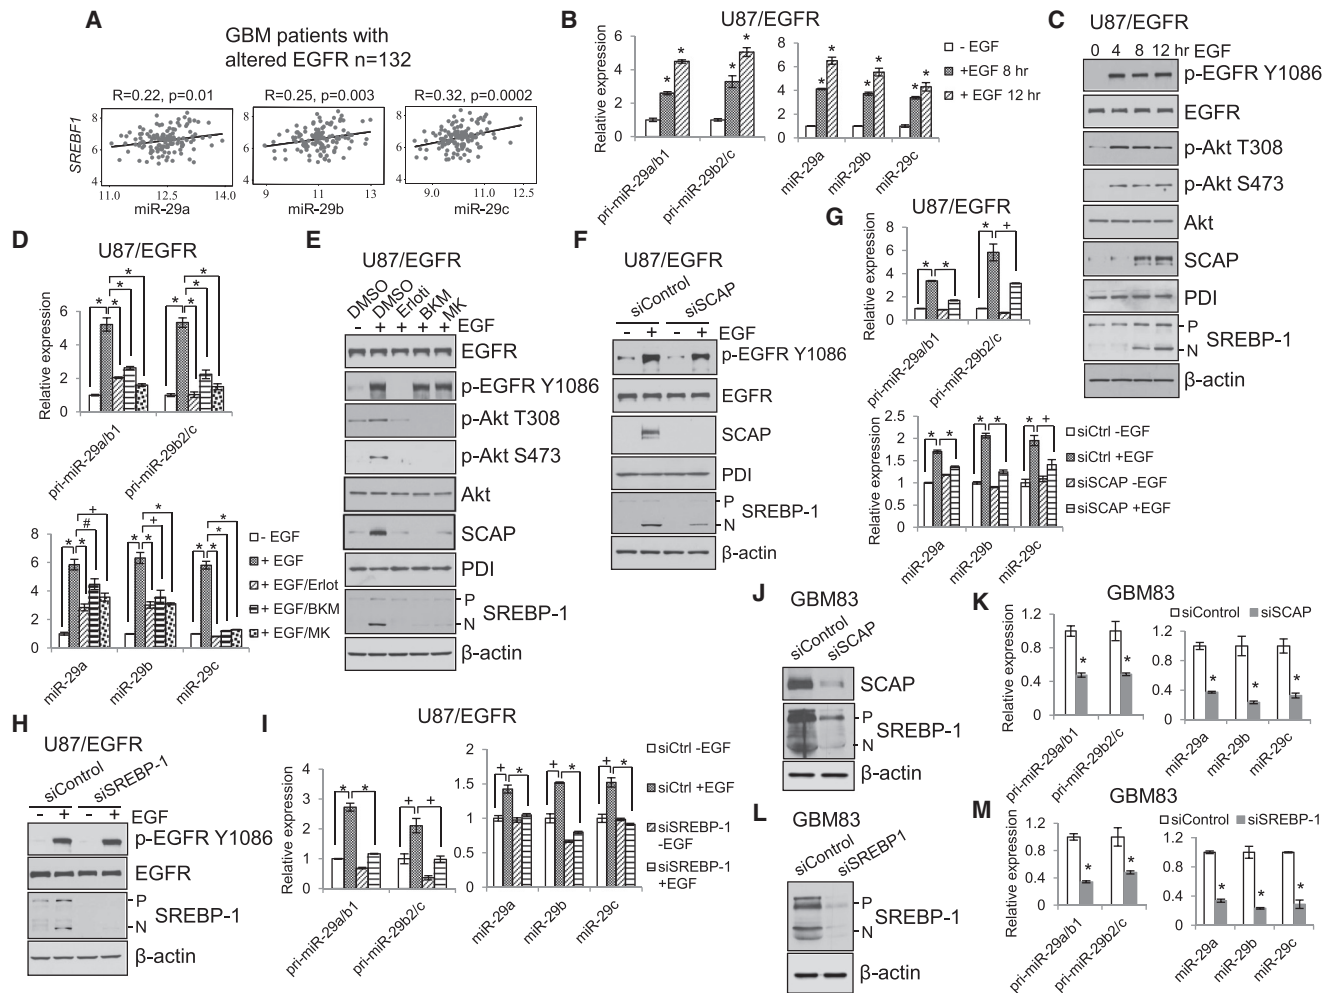 A
GBM patients with
altered EGFR n=132
R=0.22, p=0.01
R=0.25, p=0.003
R=0.32, p=0.0002
SREBF1
8
6
4
11.0
12.5
14.0
miR-29a
8
6
4
9
11
13
miR-29b
8
6
4
9.0
11.0
12.5
miR-29c
B
U87/EGFR
Relative expression
6
4
2
0
pri-miR-29a/b1
pri-miR-29b2/c
* * * *
8
6
4
2
0
miR-29a
miR-29b
miR-29c
* * * * * *
- EGF
+EGF 8 hr
+ EGF 12 hr
C
U87/EGFR
0 4 8 12 hr EGF
p-EGFR Y1086
EGFR
p-Akt T308
p-Akt S473
Akt
SCAP
PDI
P
N
SREBP-1
β-actin
D
U87/EGFR
Relative expression
6
4
2
0
* * * *
* * * *
pri-miR-29a/b1
pri-miR-29b2/c
8
6
4
2
0
* * # +
* * + *
* * * *
miR-29a
miR-29b
miR-29c
- EGF
+ EGF
+ EGF/Erlot
+ EGF/BKM
+ EGF/MK
E
U87/EGFR
DMSO
DMSO
Erloti
BKM
MK
- + + + + EGF
EGFR
p-EGFR Y1086
p-Akt T308
p-Akt S473
Akt
SCAP
PDI
P
N
SREBP-1
β-actin
F
U87/EGFR
siControl siSCAP
- + - + EGF
p-EGFR Y1086
EGFR
SCAP
PDI
P
N
SREBP-1
β-actin
G
U87/EGFR
Relative expression
8
6
4
2
0
* *
* +
pri-miR-29a/b1
pri-miR-29b2/c
Relative expression
2.5
2
1.5
1
0.5
0
* *
* *
* +
miR-29a
miR-29b
miR-29c
siCtrl -EGF
siCtrl +EGF
siSCAP -EGF
siSCAP +EGF
H
U87/EGFR
siControl siSREBP-1
- + - + EGF
p-EGFR Y1086
EGFR
P
N
SREBP-1
β-actin
I
U87/EGFR
Relative expression
4
3
2
1
0
* *
+ +
pri-miR-29a/b1
pri-miR-29b2/c
2
1.5
1
0.5
0
+ *
+ *
+ *
miR-29a
miR-29b
miR-29c
siCtrl -EGF
siCtrl +EGF
siSREBP-1
-EGF
siSREBP-1
+EGF
J
GBM83
siControl
siSCAP
SCAP
P
N
SREBP-1
β-actin
K
GBM83
siControl siSCAP
Relative expression
1.2
0.8
0.4
0
* *
pri-miR-29a/b1
pri-miR-29b2/c
1.2
0.8
0.4
0
* * *
miR-29a
miR-29b
miR-29c
L
GBM83
siControl
siSREBP1
P
N
SREBP-1
β-actin
M
GBM83
siControl siSREBP-1
Relative expression
1.2
0.8
0.4
0
* *
pri-miR-29a/b1
pri-miR-29b2/c
1.2
0.8
0.4
0
* * *
miR-29a
miR-29b
miR-29c